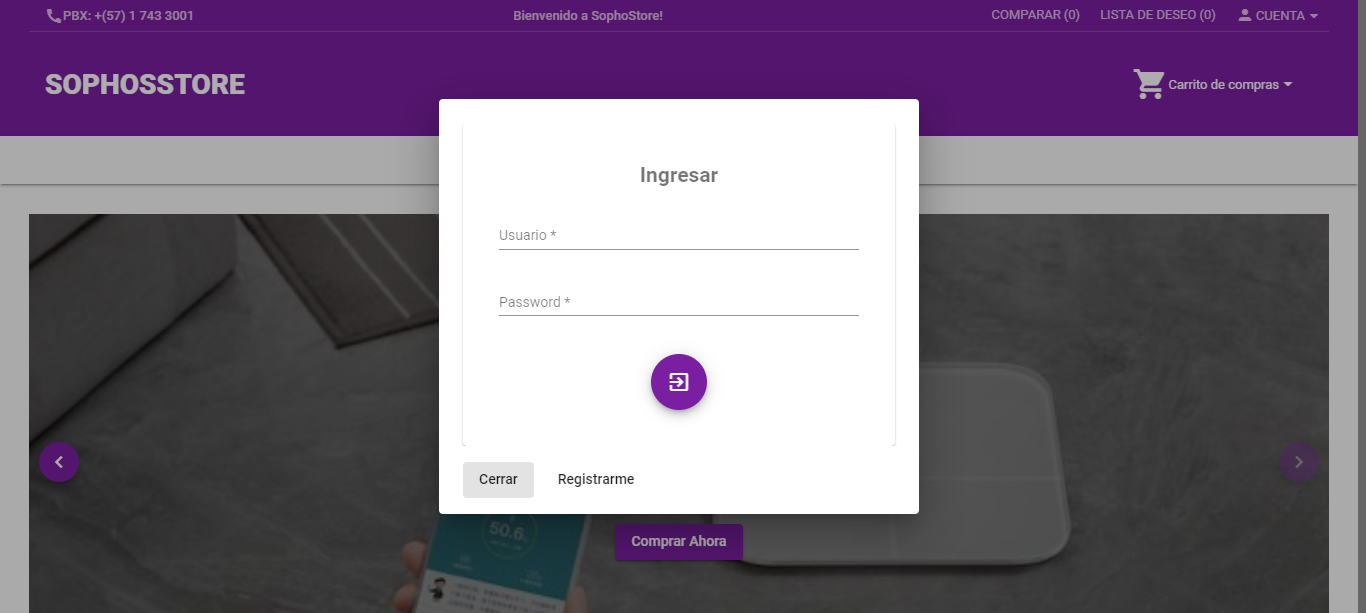 PBX: +(57) 1 743 3001
Bienvenido a SophoStore!
COMPARAR (0)
LISTA DE DESEO (0)
CUENTA
SOPHOSSTORE
Carrito de compras
Ingresar
Usuario *
Password *
Cerrar
Registrarme
50.6
Comprar Ahora